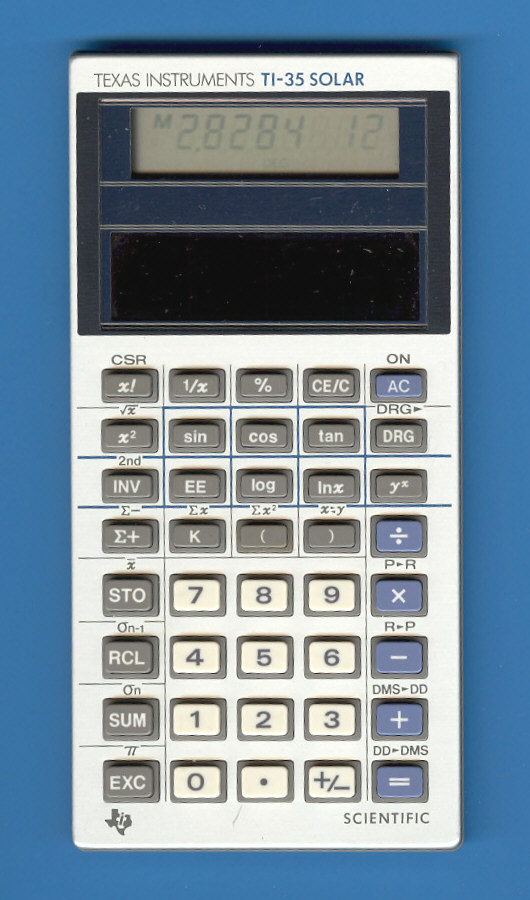 TEXAS INSTRUMENTS TI-35 SOLAR
M 2.8284 12
CSR ON
x! 1/x % CE/C AC
√x DRG►
x² sin cos tan DRG
2nd
INV EE log lnx yˣ
Σ− Σx Σx² x:y
Σ+ K ( ) ÷
x̄ P►R
STO 7 8 9 ×
σn-1 R►P
RCL 4 5 6 −
σn DMS►DD
SUM 1 2 3 +
π DD►DMS
EXC 0 • +/− =
SCIENTIFIC